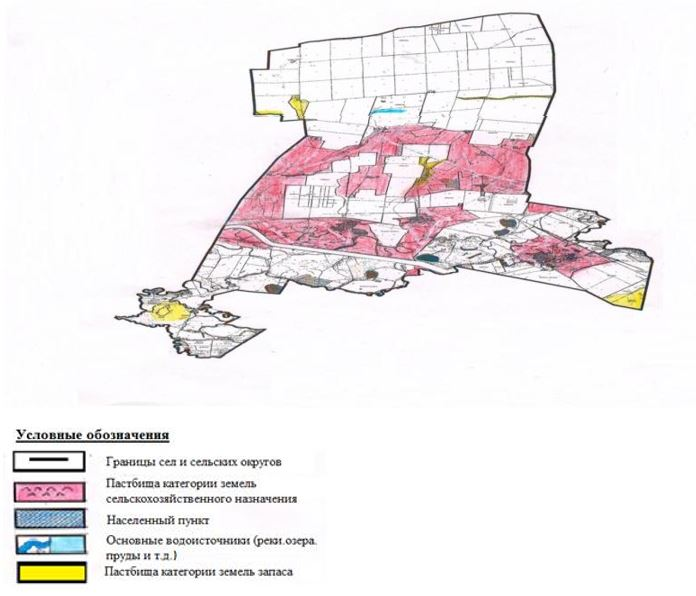 Условные обозначения
Границы сел и сельских округов
Пастбища категории земель
сельскохозяйственного назначения
Населенный пункт
Основные водоисточники (реки.озера.
пруды и т.д.)
Пастбища категории земель запаса